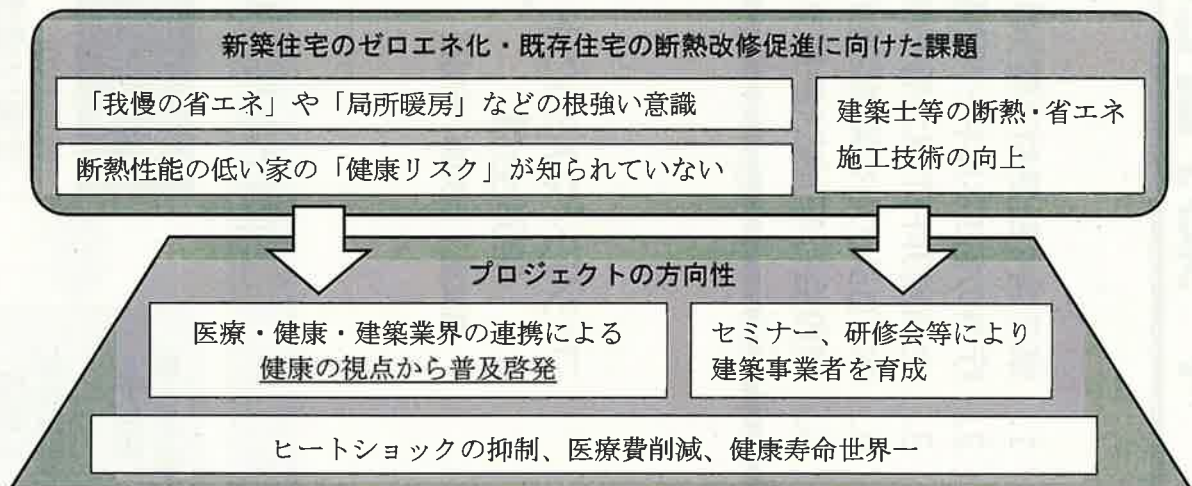 新築住宅のゼロエネ化・既存住宅の断熱改修促進に向けた課題
「我慢の省エネ」や「局所暖房」などの根強い意識
断熱性能の低い家の「健康リスク」が知られていない
建築士等の断熱・省エネ
施工技術の向上
プロジェクトの方向性
医療・健康・建築業界の連携による
健康の視点から普及啓発
セミナー、研修会等により
建築事業者を育成
ヒートショックの抑制、医療費削減、健康寿命世界一